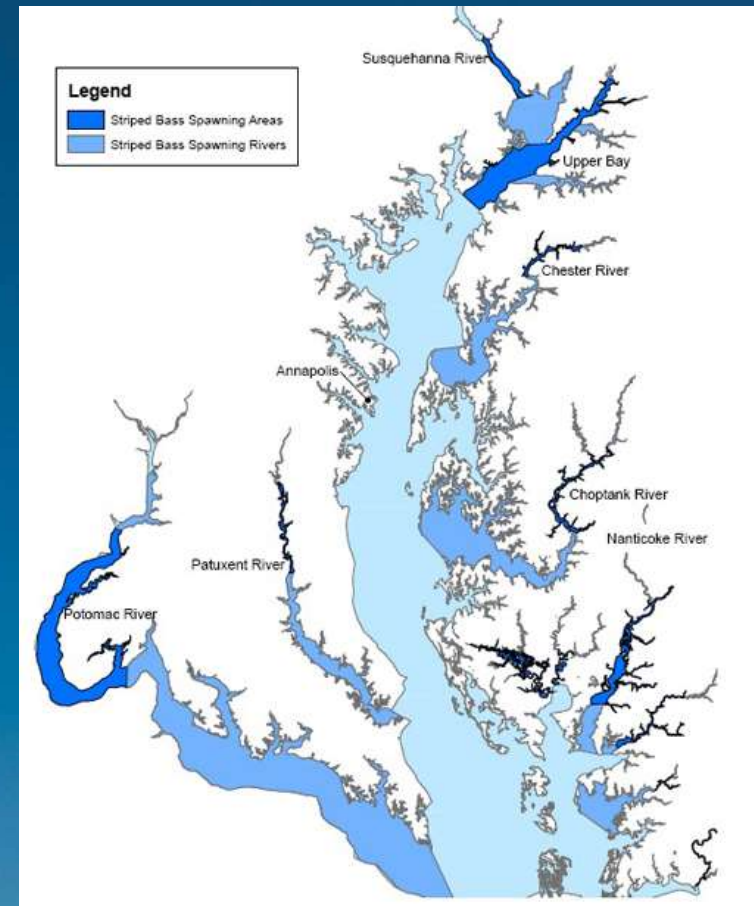 Susquehanna River
Legend
Striped Bass Spawning Areas
Striped Bass Spawning Rivers
Upper Bay
Chester River
Annapolis
Choptank River
Nanticoke River
Patuxent River
Potomac River